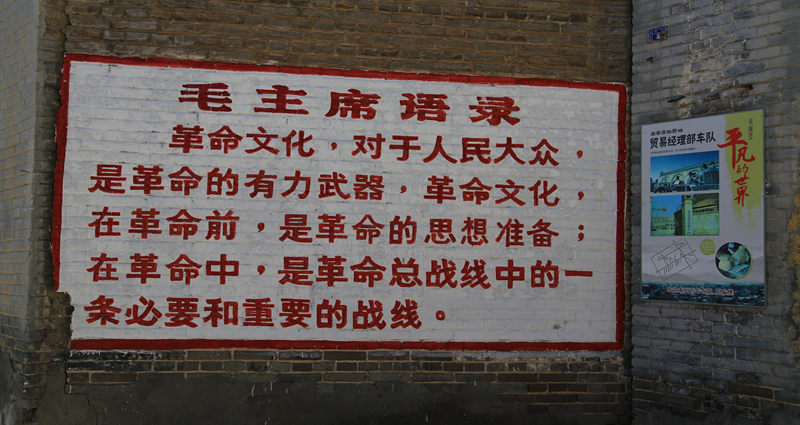 毛主席语录
革命文化，对于人民大众，
是革命的有力武器，革命文化，
在革命前，是革命的思想准备；
在革命中，是革命总战线中的一
条必要和重要的战线。
贸易经理部车队
平凡的世界